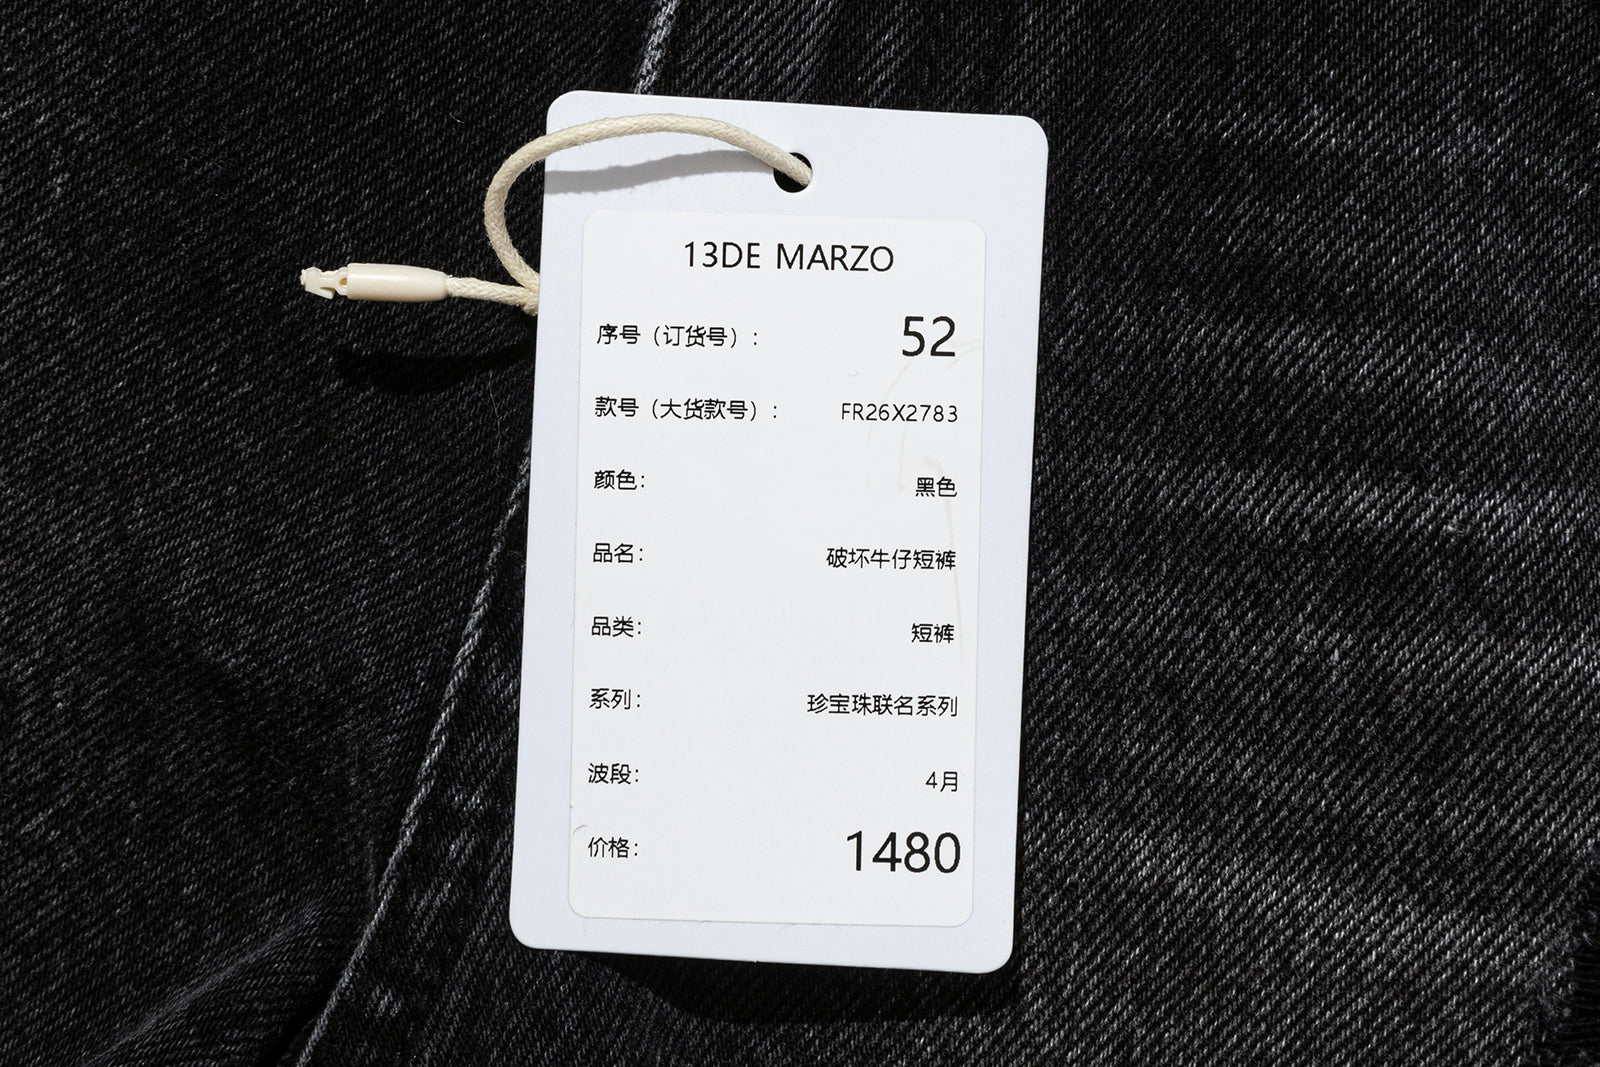 13DE MARZO
序号（订货号）： 52
款号（大货款号）： FR26X2783
颜色： 黑色
品名： 破坏牛仔短裤
品类： 短裤
系列： 珍宝珠联名系列
波段： 4月
价格： 1480